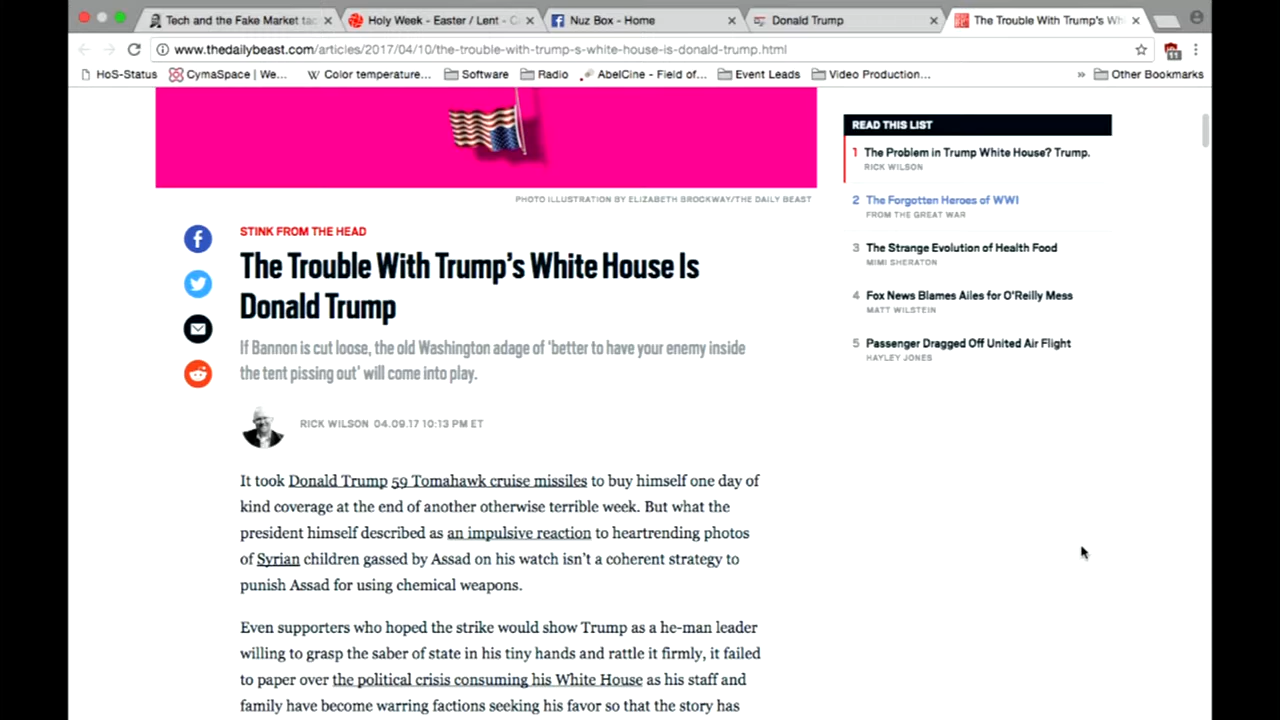 Tech and the Fake Market tac
Holy Week - Easter / Lent - C
Nuz Box - Home
Donald Trump
The Trouble With Trump's Whi
www.thedailybeast.com/articles/2017/04/10/the-trouble-with-trump-s-white-house-is-donald-trump.html
11
HoS-Status
CymaSpace | We...
W Color temperature...
Software
Radio
AbelCine - Field of...
Event Leads
Video Production...
»
Other Bookmarks
PHOTO ILLUSTRATION BY ELIZABETH BROCKWAY/THE DAILY BEAST
STINK FROM THE HEAD
The Trouble With Trump's White House Is
Donald Trump
If Bannon is cut loose, the old Washington adage of 'better to have your enemy inside
the tent pissing out' will come into play.
RICK WILSON 04.09.17 10:13 PM ET
It took Donald Trump 59 Tomahawk cruise missiles to buy himself one day of
kind coverage at the end of another otherwise terrible week. But what the
president himself described as an impulsive reaction to heartrending photos
of Syrian children gassed by Assad on his watch isn't a coherent strategy to
punish Assad for using chemical weapons.
Even supporters who hoped the strike would show Trump as a he-man leader
willing to grasp the saber of state in his tiny hands and rattle it firmly, it failed
to paper over the political crisis consuming his White House as his staff and
family have become warring factions seeking his favor so that the story has
READ THIS LIST
1 The Problem in Trump White House? Trump.
RICK WILSON
2 The Forgotten Heroes of WWI
FROM THE GREAT WAR
3 The Strange Evolution of Health Food
MIMI SHERATON
4 Fox News Blames Ailes for O'Reilly Mess
MATT WILSTEIN
5 Passenger Dragged Off United Air Flight
HAYLEY JONES